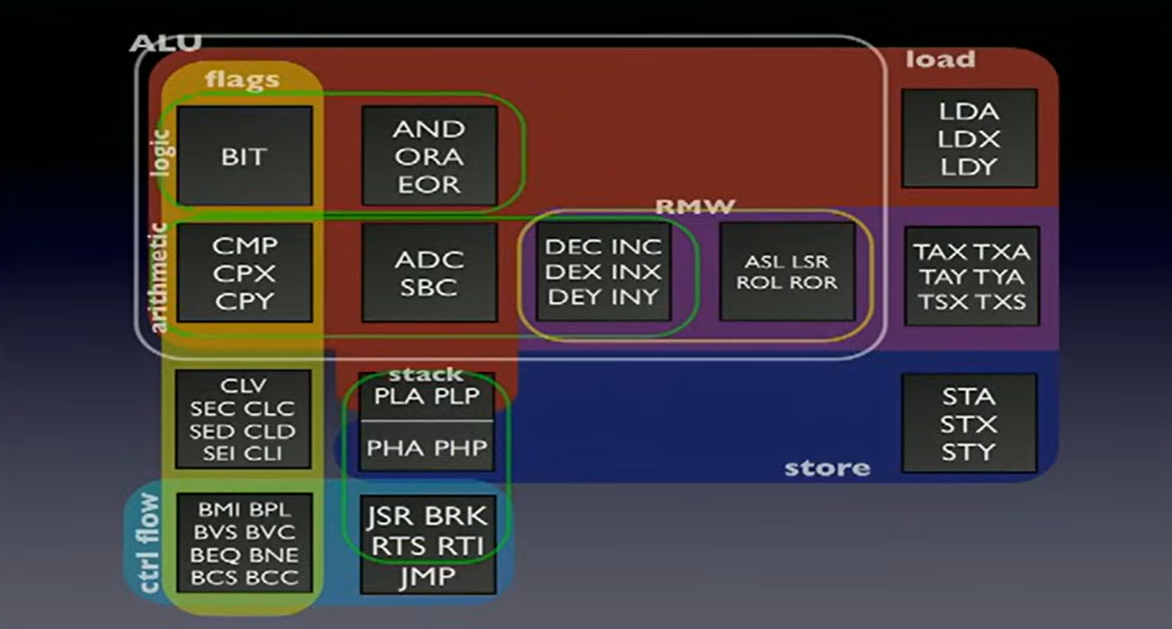 ALU
load
flags
logic
BIT
AND
ORA
EOR
LDA
LDX
LDY
RMW
arithmetic
CMP
CPX
CPY
ADC
SBC
DEC INC
DEX INX
DEY INY
ASL LSR
ROL ROR
TAX TXA
TAY TYA
TSX TXS
CLV
SEC CLC
SED CLD
SEI CLI
stack
PLA PLP
PHA PHP
STA
STX
STY
store
ctrl flow
BMI BPL
BVS BVC
BEQ BNE
BCS BCC
JSR BRK
RTS RTI
JMP